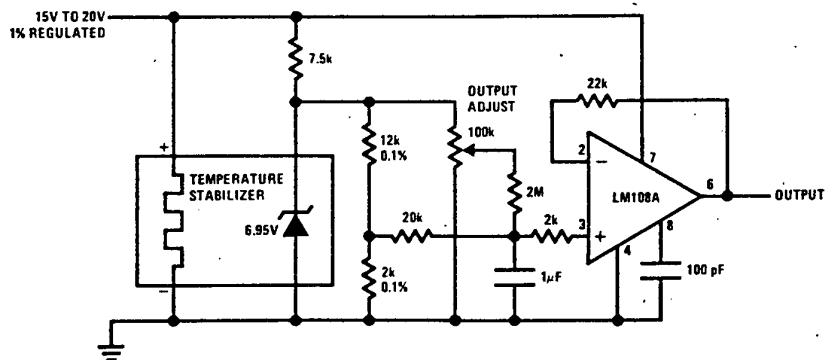 15V TO 20V
1% REGULATED
7.5k
OUTPUT
ADJUST
22k
12k
0.1%
100k
2
7
+
TEMPERATURE
STABILIZER
−
2M
LM108A
6
OUTPUT
6.95V
20k
2k
3
+
8
4
2k
0.1%
1µF
100 pF
−